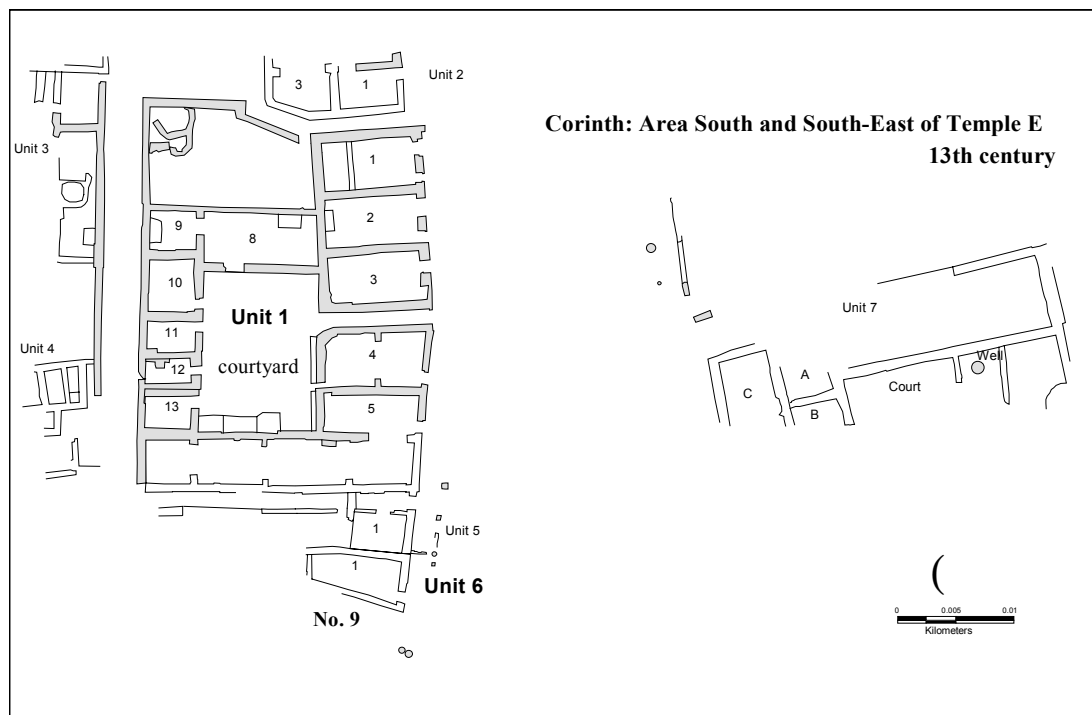 Corinth: Area South and South-East of Temple E
13th century
Unit 2
3
1
Unit 3
1
9
8
2
10
3
Unit 1
11
courtyard
4
Unit 4
12
13
5
Unit 7
Well
Court
A
C
B
1
Unit 5
1
Unit 6
No. 9
(
0
0.005
0.01
Kilometers